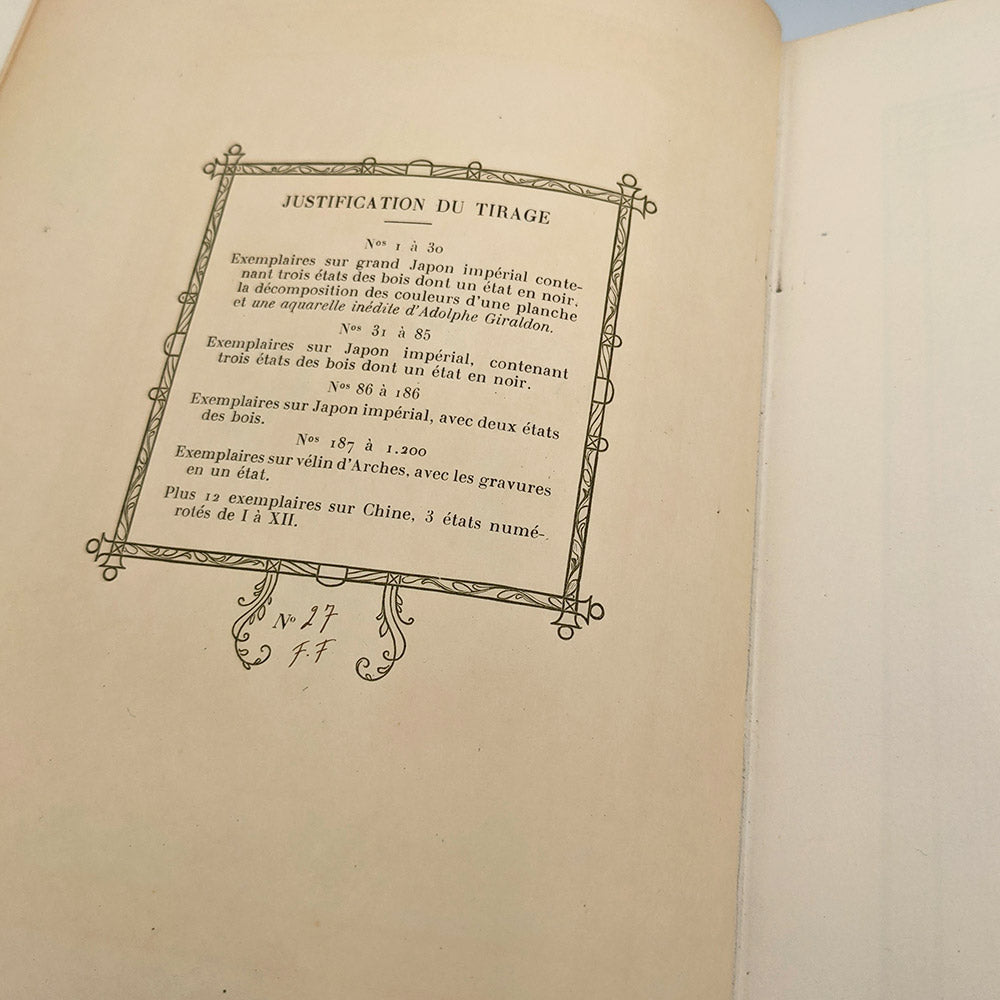 JUSTIFICATION DU TIRAGE
Nos 1 à 30
Exemplaires sur grand Japon impérial conte-
nant trois états des bois dont un état en noir,
la décomposition des couleurs d'une planche
et une aquarelle inédite d'Adolphe Giraldon.
Nos 31 à 85
Exemplaires sur Japon impérial, contenant
trois états des bois dont un état en noir.
Nos 86 à 186
Exemplaires sur Japon impérial, avec deux états
des bois.
Nos 187 à 1.200
Exemplaires sur vélin d'Arches, avec les gravures
en un état.
Plus 12 exemplaires sur Chine, 3 états numé-
rotés de I à XII.
No 27
F.F